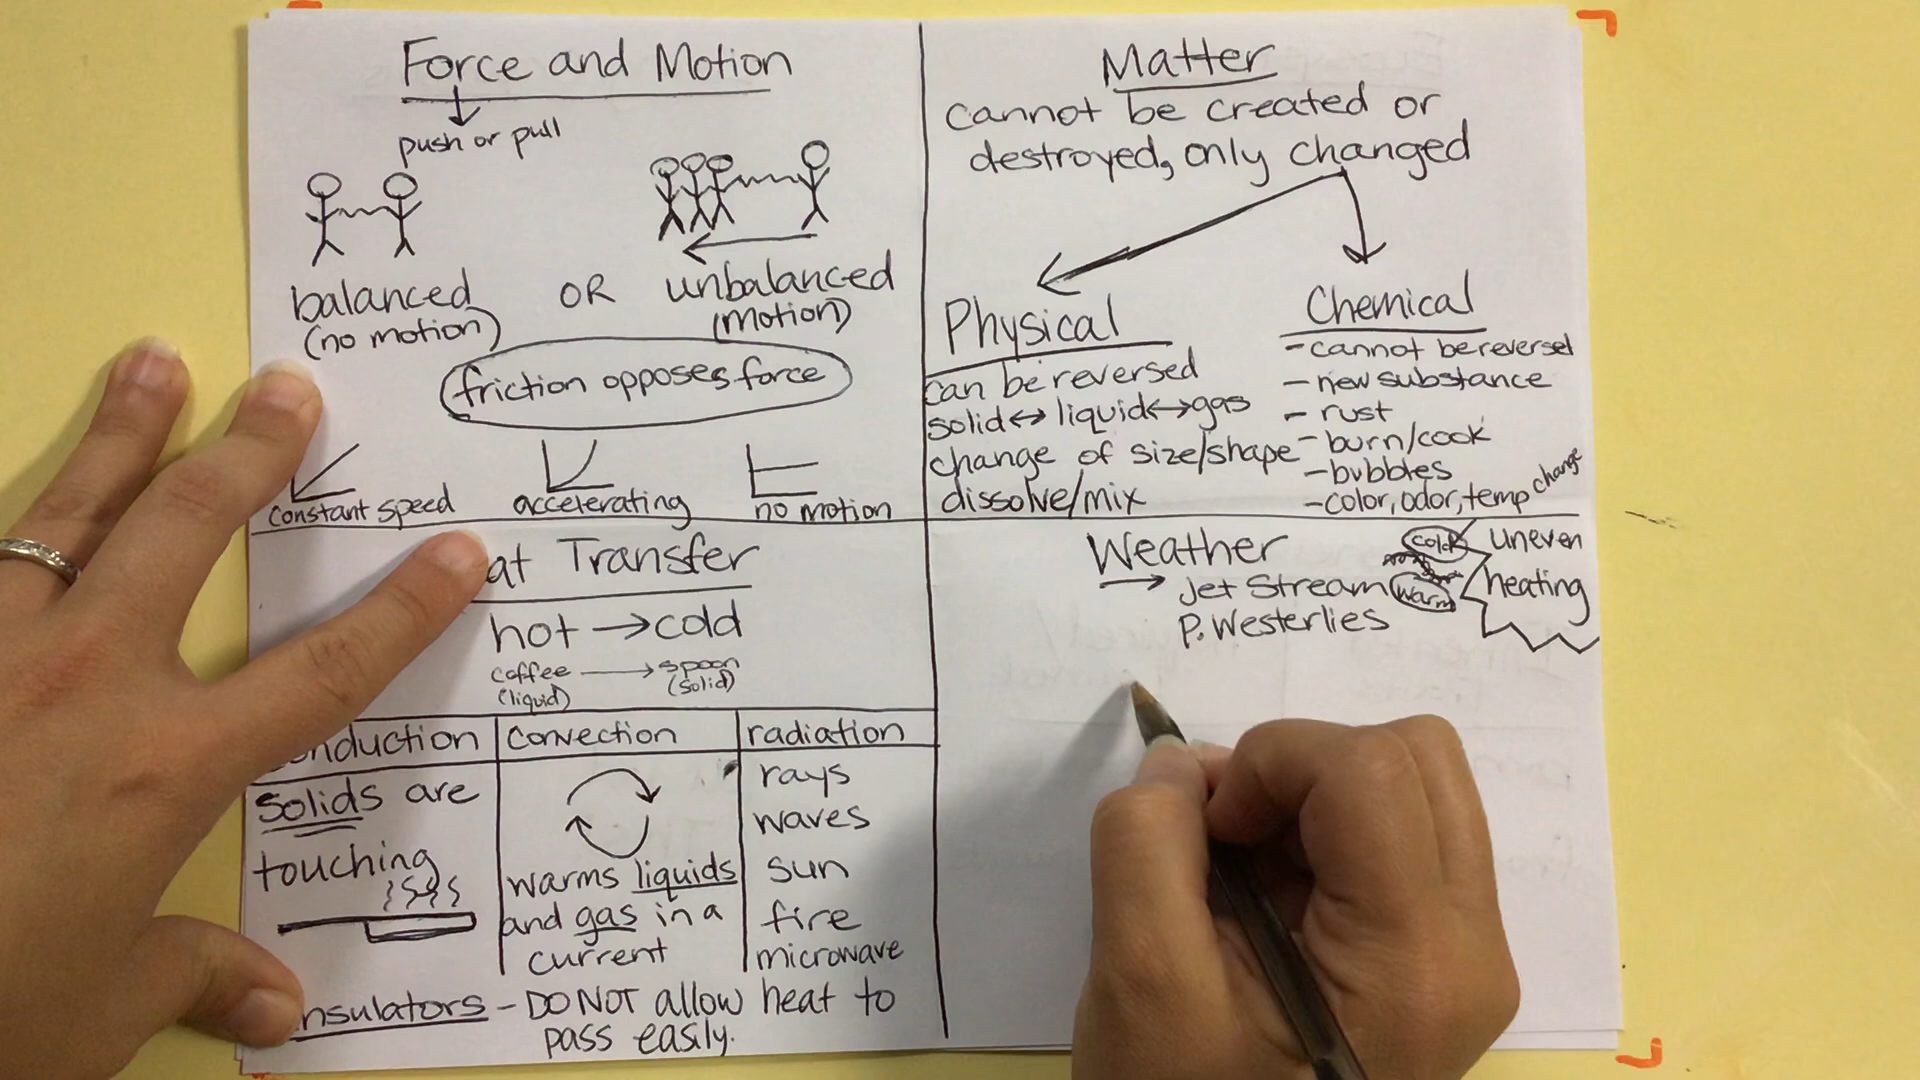 Force and Motion
push or pull
balanced OR unbalanced
(no motion) (motion)
friction opposes force
constant speed accelerating no motion
Matter
cannot be created or
destroyed, only changed
Physical
can be reversed
solid ↔ liquid ↔ gas
change of size/shape
dissolve/mix
Chemical
- cannot be reversed
- new substance
- rust
- burn/cook
- bubbles
- color, odor, temp change
at Transfer
hot → cold
coffee → spoon
(liquid) (solid)
nduction convection radiation
Solids are
touching
warms liquids
and gas in a
current
rays
waves
sun
fire
microwave
nsulators - DO NOT allow heat to
pass easily.
Weather
→ Jet Stream
P. Westerlies
cold
warm
uneven
heating